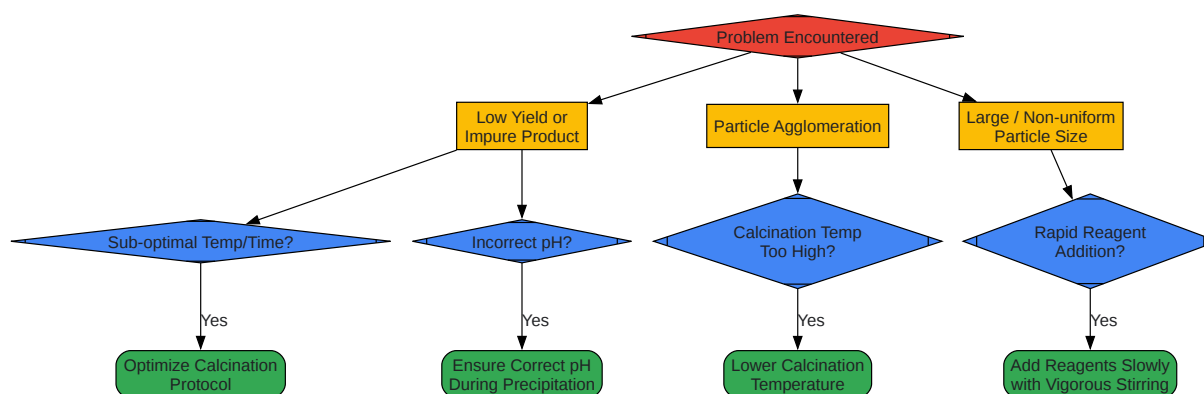 Problem Encountered
Low Yield or
Impure Product
Particle Agglomeration
Large / Non-uniform
Particle Size
Sub-optimal Temp/Time?
Incorrect pH?
Calcination Temp
Too High?
Rapid Reagent
Addition?
Yes
Yes
Yes
Yes
Optimize Calcination
Protocol
Ensure Correct pH
During Precipitation
Lower Calcination
Temperature
Add Reagents Slowly
with Vigorous Stirring